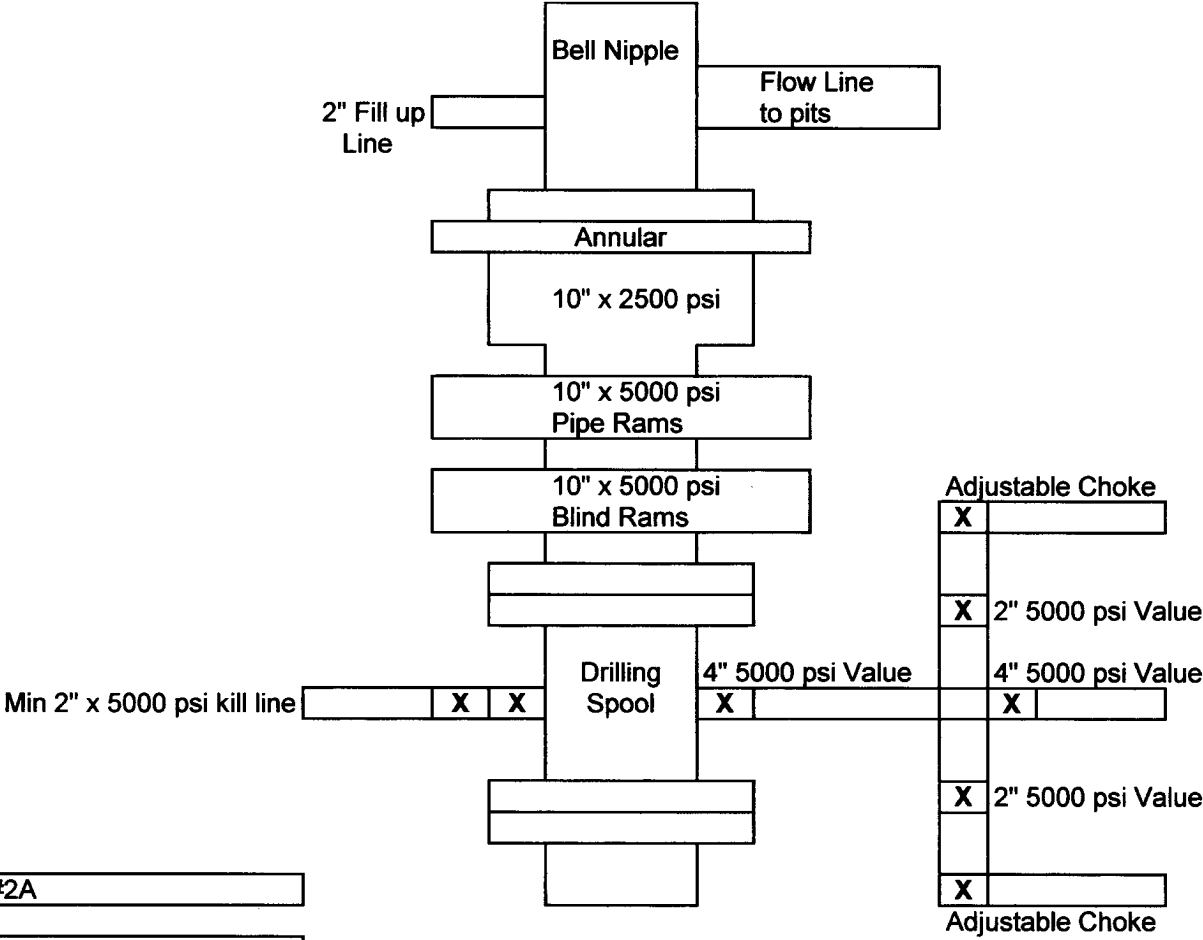 Bell Nipple
Flow Line
to pits
2" Fill up
Line
Annular
10" x 2500 psi
10" x 5000 psi
Pipe Rams
10" x 5000 psi
Blind Rams
Adjustable Choke
X
X 2" 5000 psi Value
Drilling
Spool
4" 5000 psi Value
4" 5000 psi Value
Min 2" x 5000 psi kill line
X X
X
X
X 2" 5000 psi Value
2A
X
Adjustable Choke